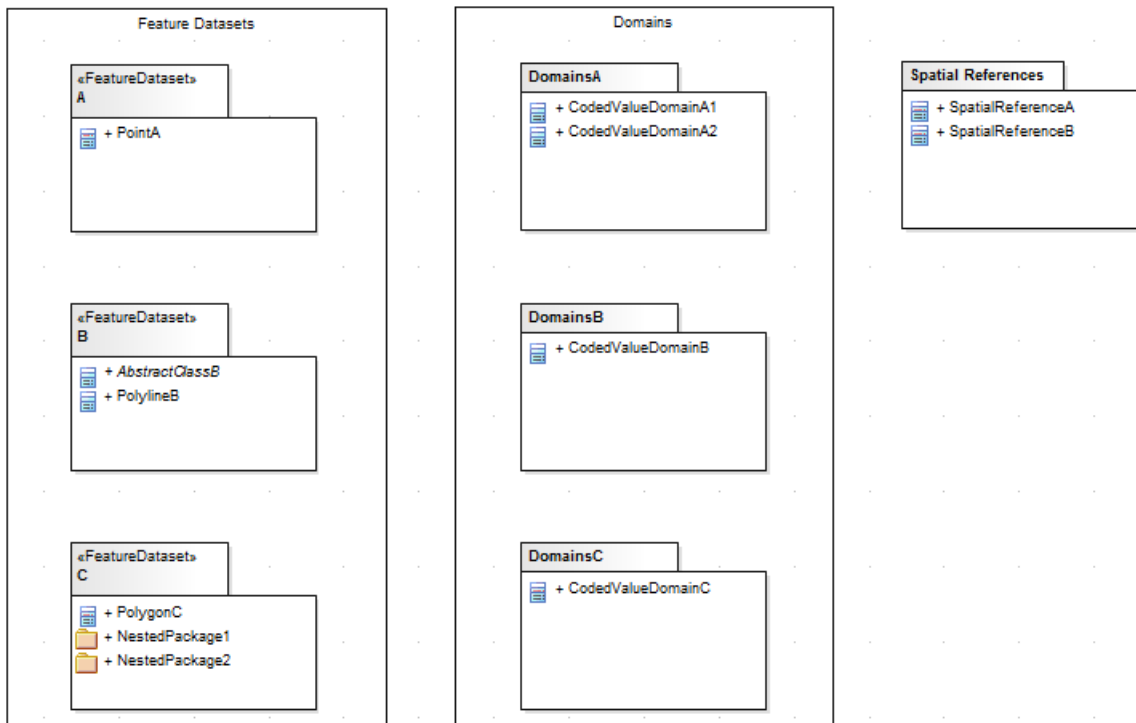 Feature Datasets
«FeatureDataset»
A
+ PointA
«FeatureDataset»
B
+ AbstractClassB
+ PolylineB
«FeatureDataset»
C
+ PolygonC
+ NestedPackage1
+ NestedPackage2
Domains
DomainsA
+ CodedValueDomainA1
+ CodedValueDomainA2
DomainsB
+ CodedValueDomainB
DomainsC
+ CodedValueDomainC
Spatial References
+ SpatialReferenceA
+ SpatialReferenceB